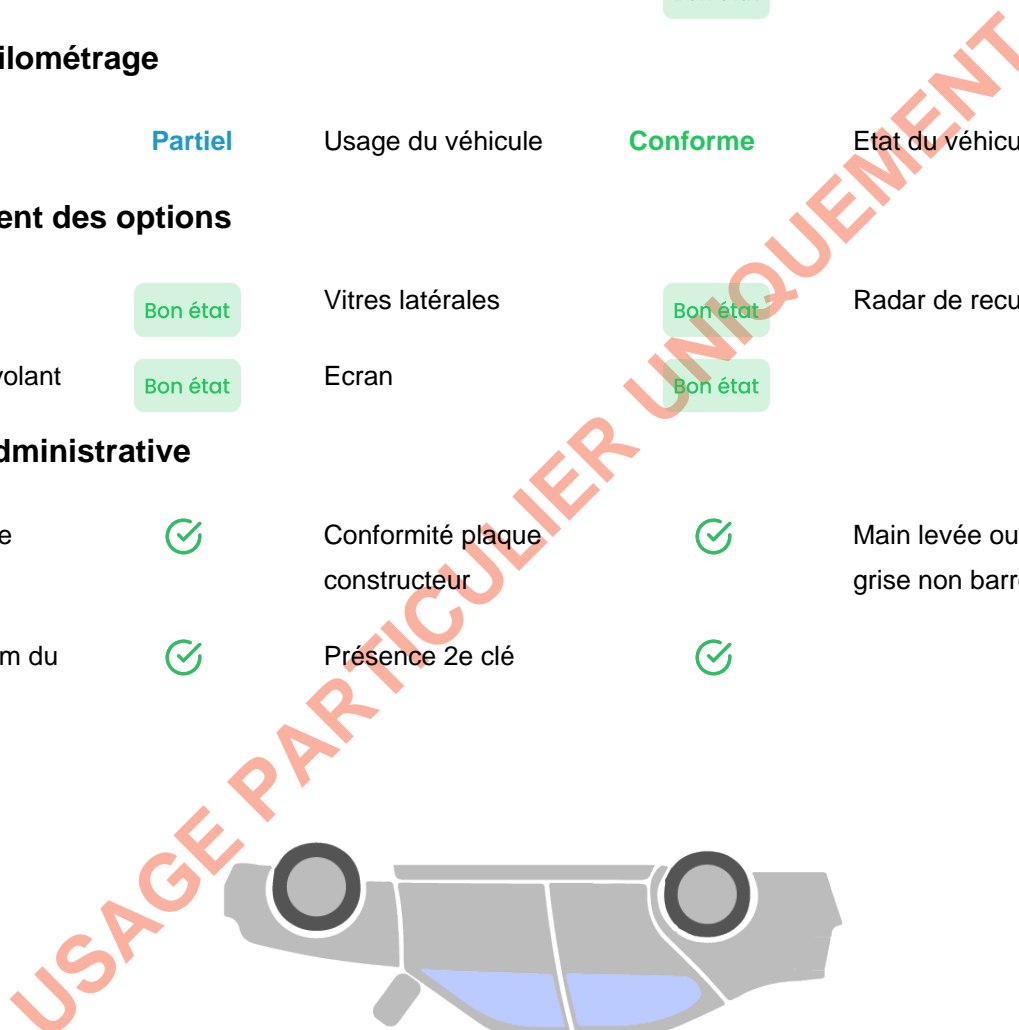 ilométrage
Partiel Usage du véhicule Conforme Etat du véhicu
ent des options
Bon état Vitres latérales Bon état Radar de recu
volant Bon état Ecran Bon état
dministrative
e Conformité plaque Main levée ou
constructeur grise non barr
m du Présence 2e clé
USAGE PARTICULIER UNIQUEMENT